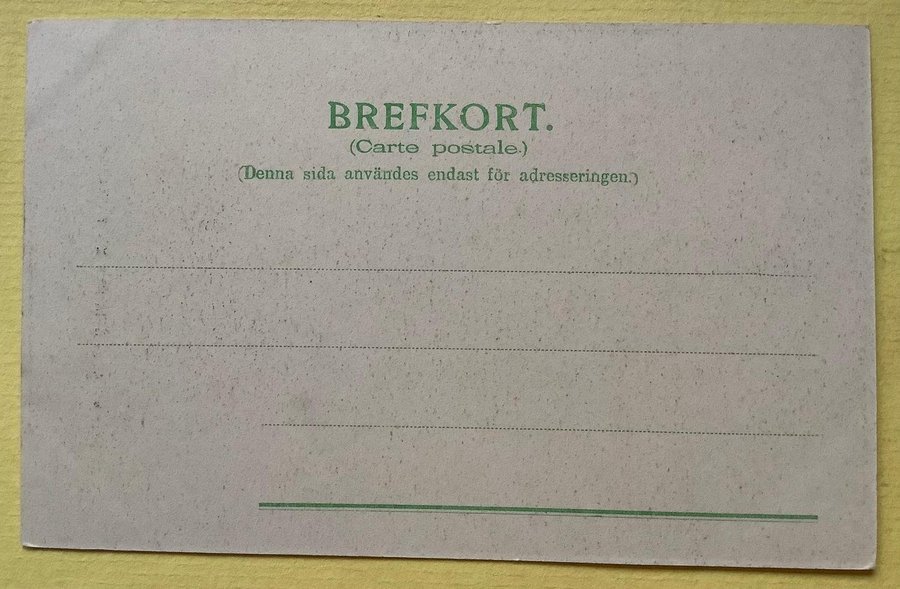 BREFKORT.
(Carte postale.)
(Denna sida användes endast för adresseringen.)